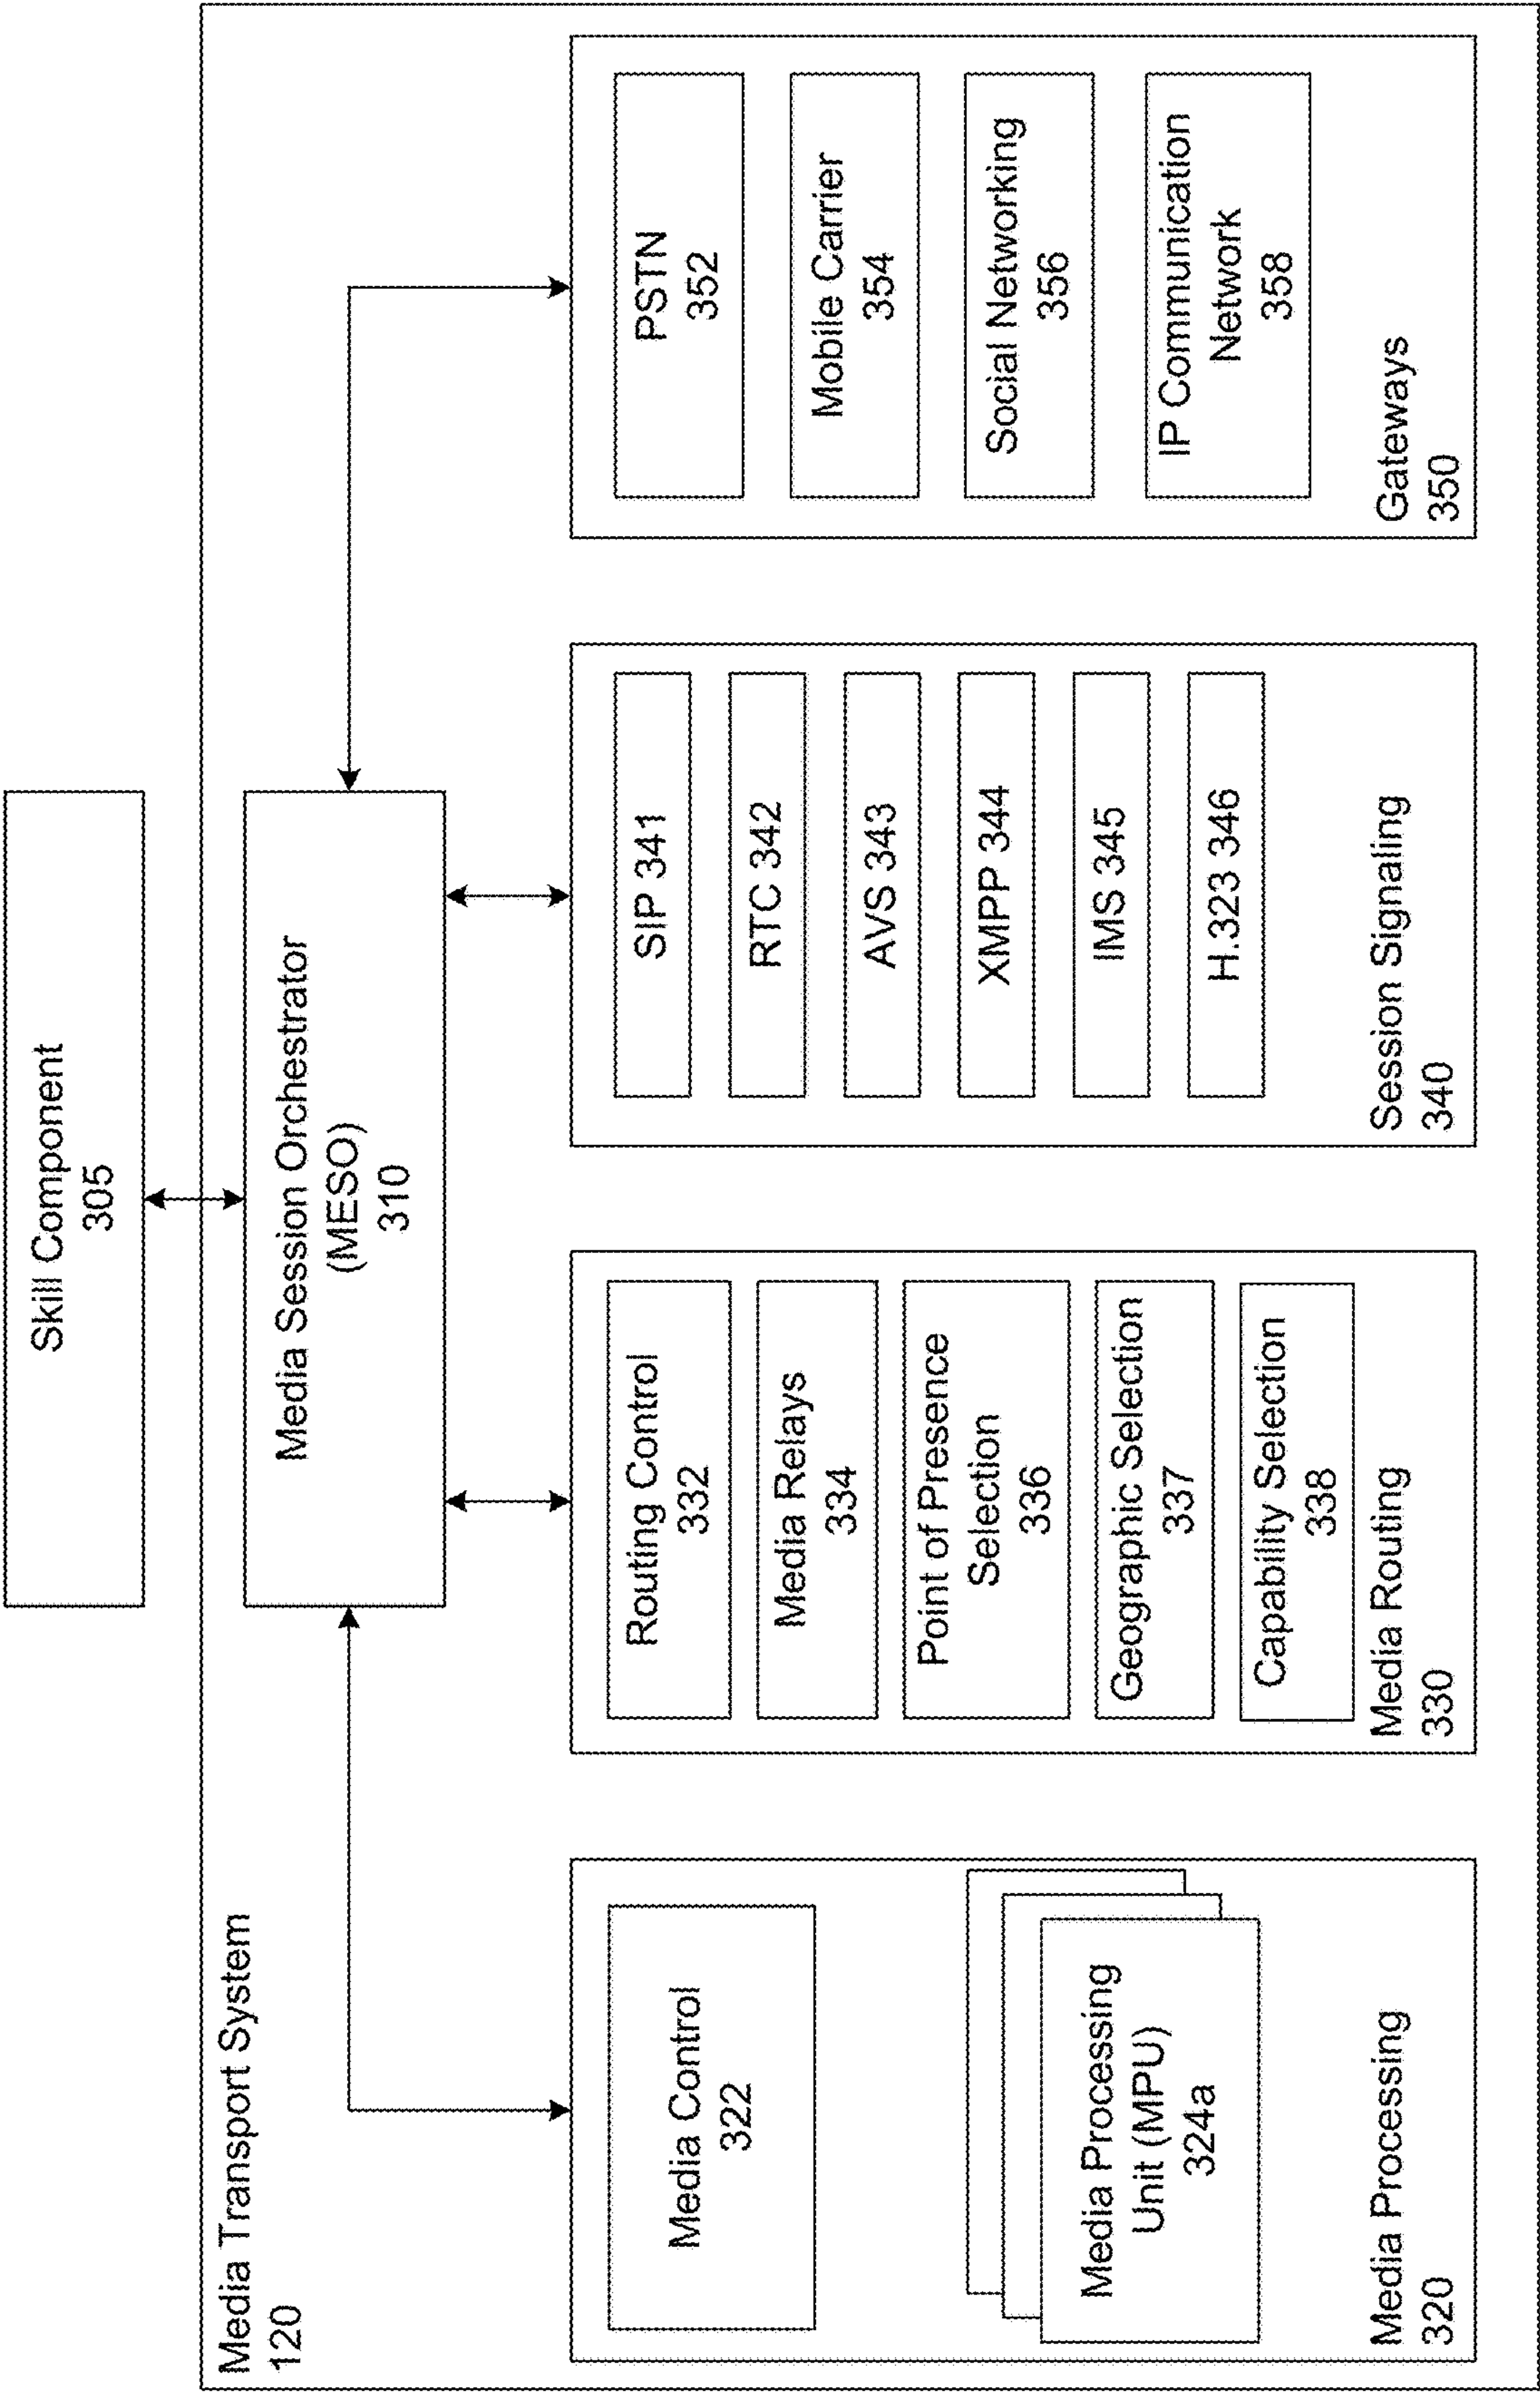 Skill Component
305
Media Transport System
120
Media Session Orchestrator
(MESO)
310
Media Control
322
Media Processing
Unit (MPU)
324a
Media Processing
320
Routing Control
332
Media Relays
334
Point of Presence
Selection
336
Geographic Selection
337
Capability Selection
338
Media Routing
330
SIP 341
RTC 342
AVS 343
XMPP 344
IMS 345
H.323 346
Session Signaling
340
PSTN
352
Mobile Carrier
354
Social Networking
356
IP Communication
Network
358
Gateways
350